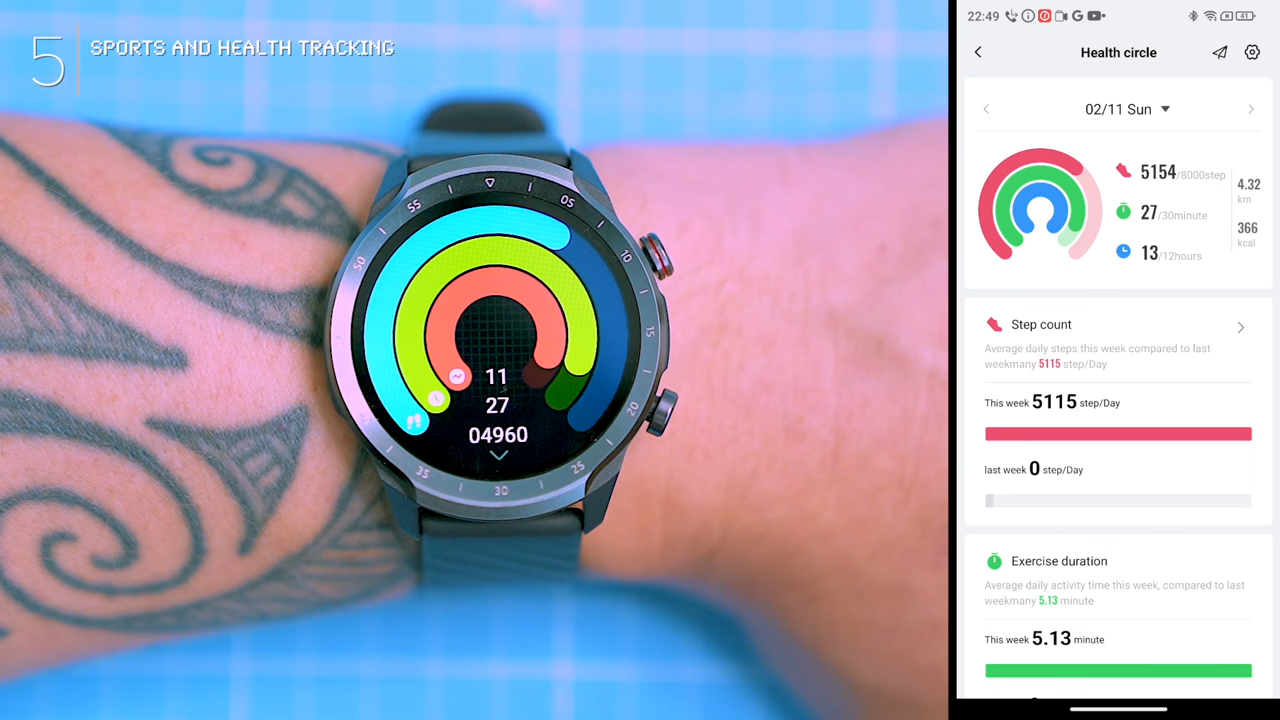 5
SPORTS AND HEALTH TRACKING
55
05
50
10
15
20
35
30
25
11
27
04960
22:49
41
Health circle
02/11 Sun
5154/8000step
27/30minute
13/12hours
4.32
km
366
kcal
Step count
Average daily steps this week compared to last
weekmany 5115 step/Day
This week 5115 step/Day
last week 0 step/Day
Exercise duration
Average daily activity time this week, compared to last
weekmany 5.13 minute
This week 5.13 minute